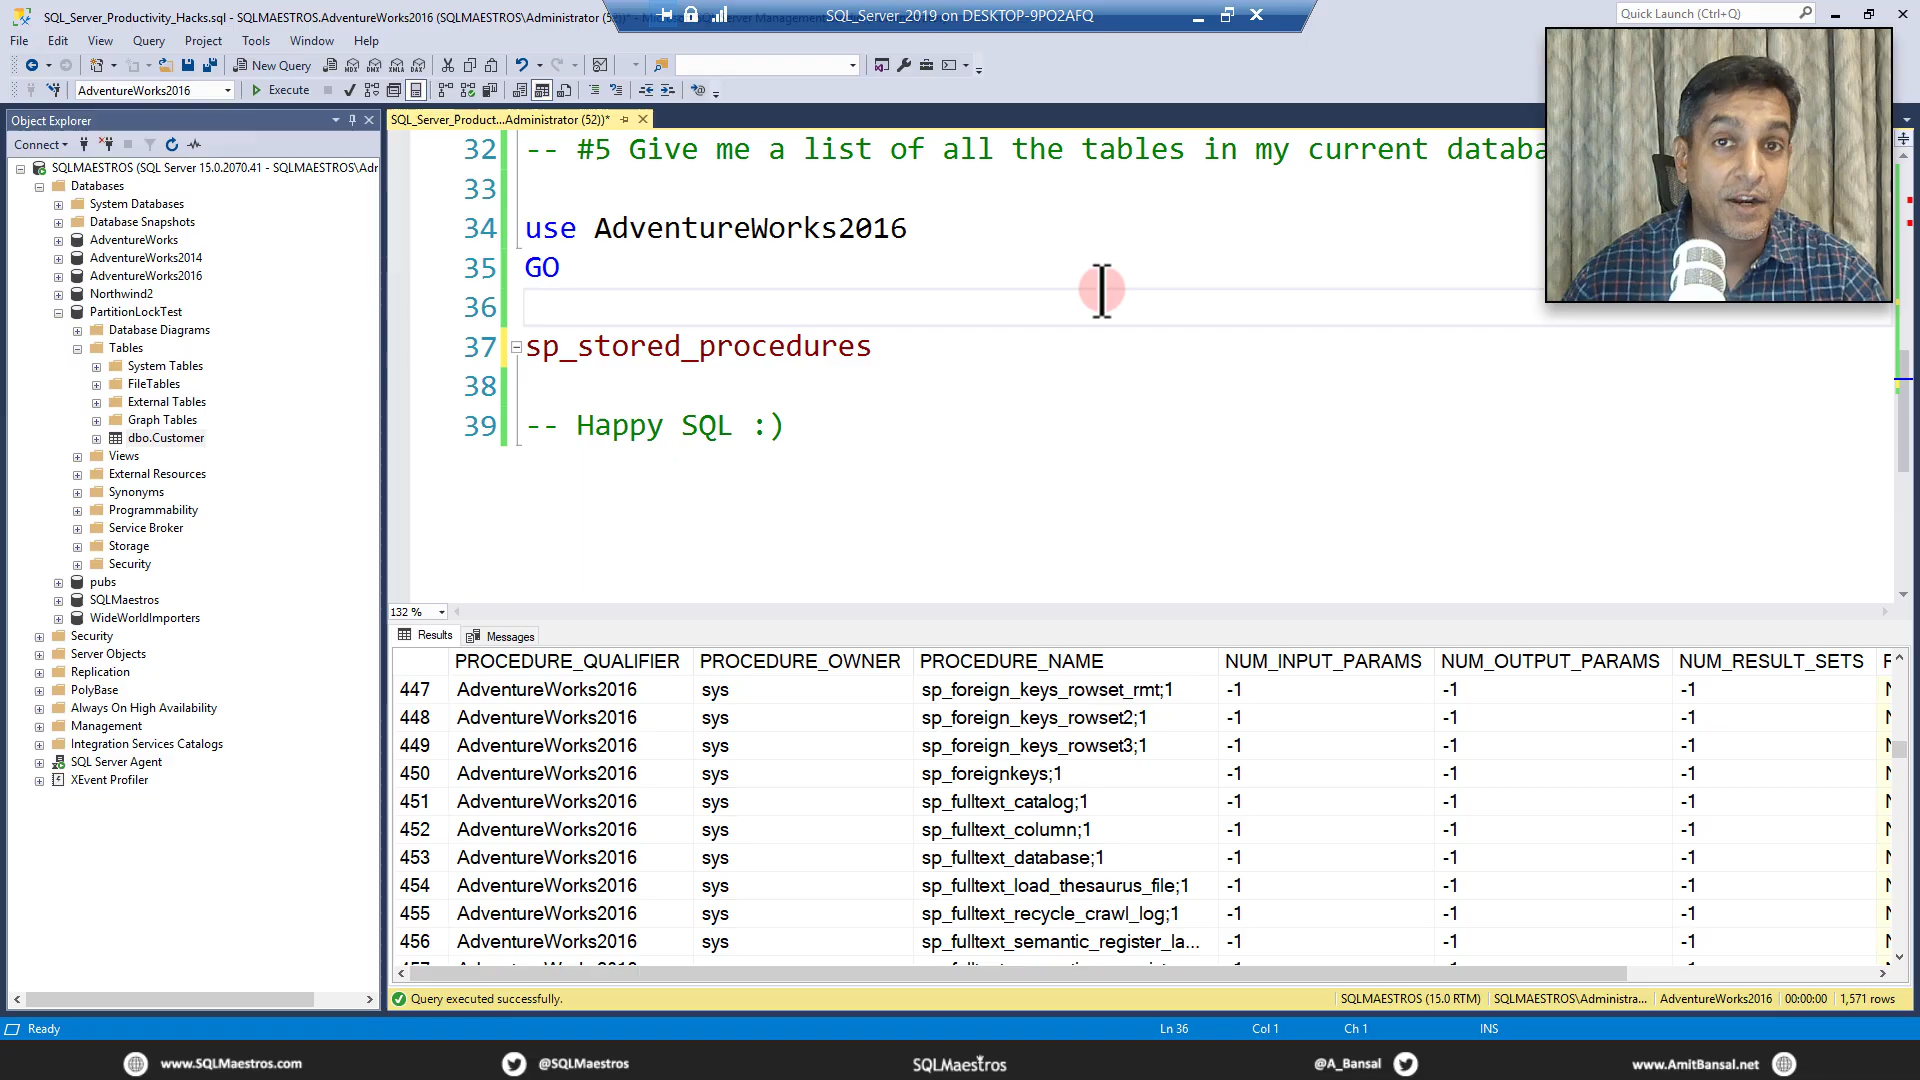 SQL_Server_Productivity_Hacks.sql - SQLMAESTROS.AdventureWorks2016 (SQLMAESTROS\Administrator (52))*
SQL_Server_2019 on DESKTOP-9PO2AFQ
Quick Launch (Ctrl+Q)
File Edit View Query Project Tools Window Help
New Query
AdventureWorks2016
Execute
Object Explorer
Connect
SQLMAESTROS (SQL Server 15.0.2070.41 - SQLMAESTROS\Adr
Databases
System Databases
Database Snapshots
AdventureWorks
AdventureWorks2014
AdventureWorks2016
Northwind2
PartitionLockTest
Database Diagrams
Tables
System Tables
FileTables
External Tables
Graph Tables
dbo.Customer
Views
External Resources
Synonyms
Programmability
Service Broker
Storage
Security
pubs
SQLMaestros
WideWorldImporters
Security
Server Objects
Replication
PolyBase
Always On High Availability
Management
Integration Services Catalogs
SQL Server Agent
XEvent Profiler
SQL_Server_Product...Administrator (52))*
32 -- #5 Give me a list of all the tables in my current databa
33
34 use AdventureWorks2016
35 GO
36
37 sp_stored_procedures
38
39 -- Happy SQL :)
132 %
Results Messages
PROCEDURE_QUALIFIER PROCEDURE_OWNER PROCEDURE_NAME NUM_INPUT_PARAMS NUM_OUTPUT_PARAMS NUM_RESULT_SETS
447 AdventureWorks2016 sys sp_foreign_keys_rowset_rmt;1 -1 -1 -1
448 AdventureWorks2016 sys sp_foreign_keys_rowset2;1 -1 -1 -1
449 AdventureWorks2016 sys sp_foreign_keys_rowset3;1 -1 -1 -1
450 AdventureWorks2016 sys sp_foreignkeys;1 -1 -1 -1
451 AdventureWorks2016 sys sp_fulltext_catalog;1 -1 -1 -1
452 AdventureWorks2016 sys sp_fulltext_column;1 -1 -1 -1
453 AdventureWorks2016 sys sp_fulltext_database;1 -1 -1 -1
454 AdventureWorks2016 sys sp_fulltext_load_thesaurus_file;1 -1 -1 -1
455 AdventureWorks2016 sys sp_fulltext_recycle_crawl_log;1 -1 -1 -1
456 AdventureWorks2016 sys sp_fulltext_semantic_register_la... -1 -1 -1
Query executed successfully. SQLMAESTROS (15.0 RTM) SQLMAESTROS\Administra... AdventureWorks2016 00:00:00 1,571 rows
Ready Ln 36 Col 1 Ch 1 INS
www.SQLMaestros.com @SQLMaestros SQLMaestros @A_Bansal www.AmitBansal.net